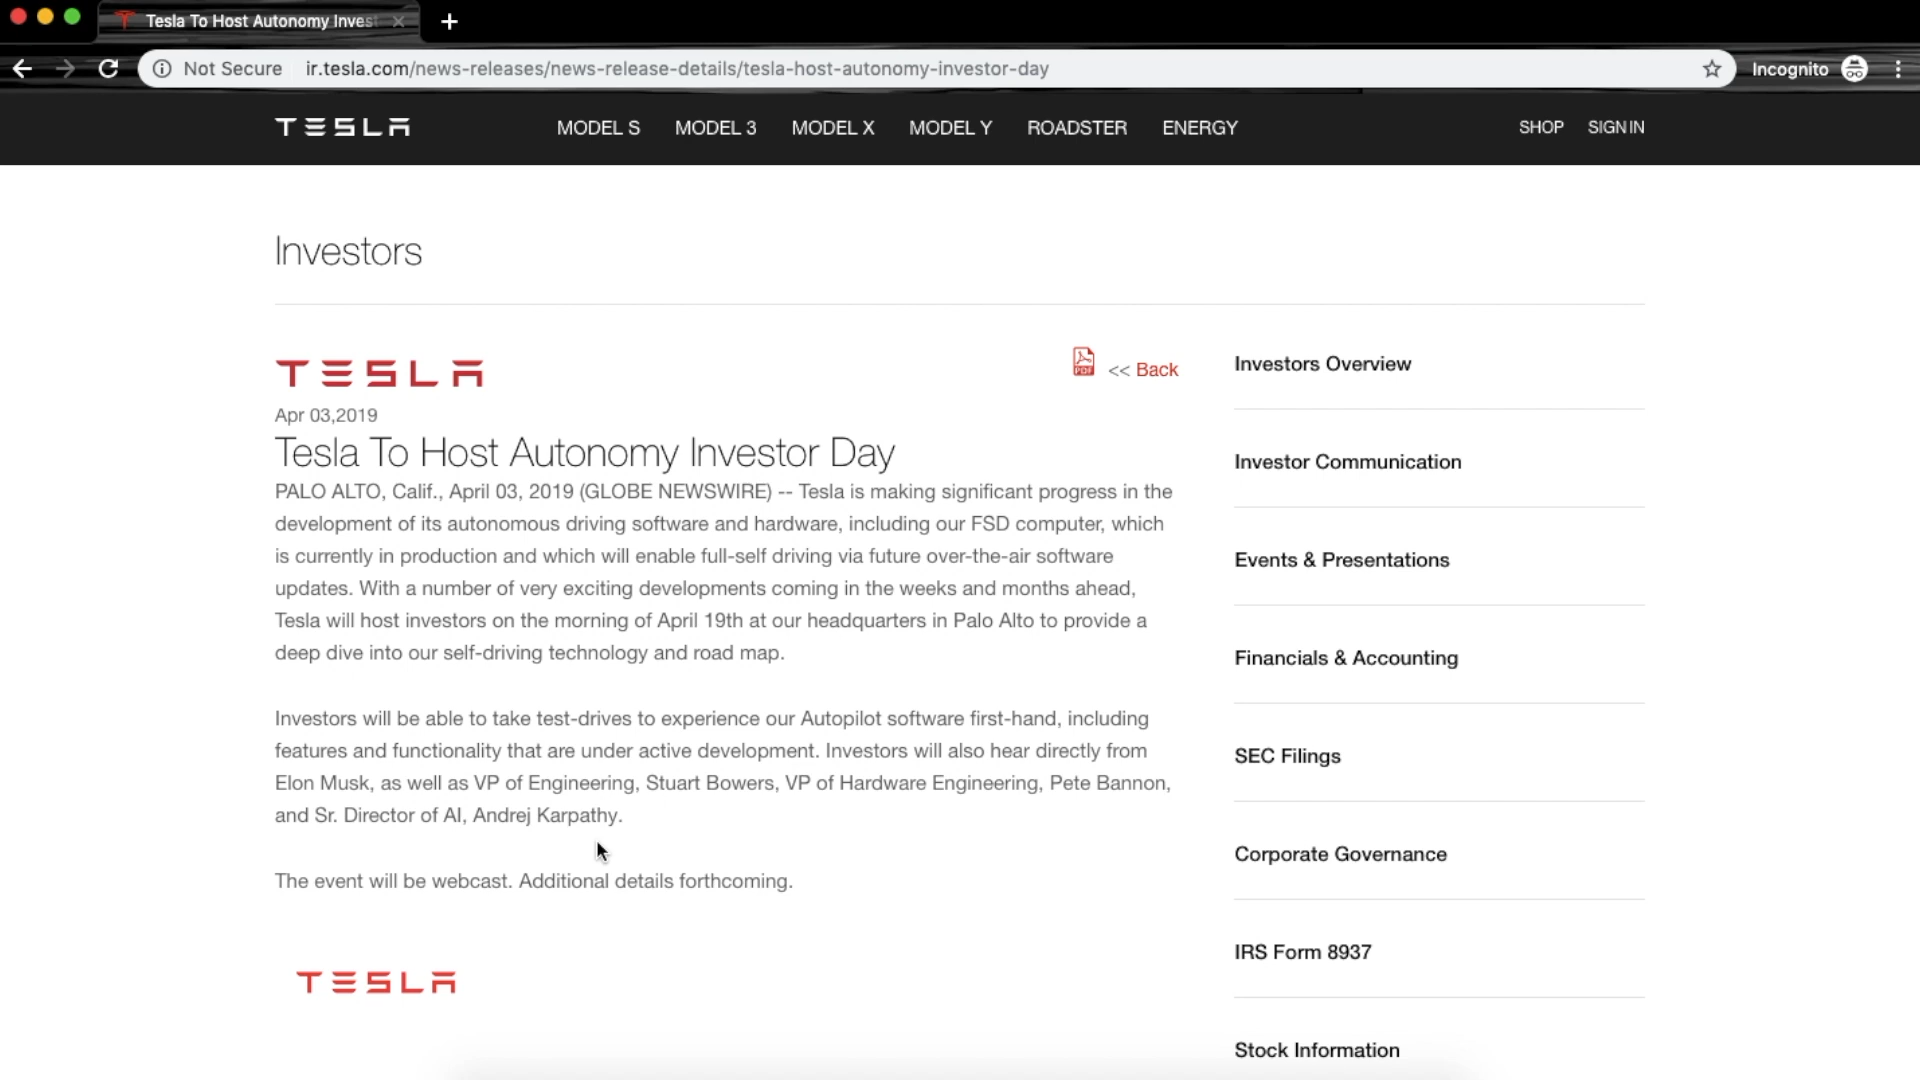 Tesla To Host Autonomy Invest
Not Secure
ir.tesla.com/news-releases/news-release-details/tesla-host-autonomy-investor-day
Incognito
TESLA
MODEL S
MODEL 3
MODEL X
MODEL Y
ROADSTER
ENERGY
SHOP
SIGN IN
Investors
TESLA
PDF
<< Back
Apr 03,2019
Tesla To Host Autonomy Investor Day
PALO ALTO, Calif., April 03, 2019 (GLOBE NEWSWIRE) -- Tesla is making significant progress in the
development of its autonomous driving software and hardware, including our FSD computer, which
is currently in production and which will enable full-self driving via future over-the-air software
updates. With a number of very exciting developments coming in the weeks and months ahead,
Tesla will host investors on the morning of April 19th at our headquarters in Palo Alto to provide a
deep dive into our self-driving technology and road map.
Investors will be able to take test-drives to experience our Autopilot software first-hand, including
features and functionality that are under active development. Investors will also hear directly from
Elon Musk, as well as VP of Engineering, Stuart Bowers, VP of Hardware Engineering, Pete Bannon,
and Sr. Director of AI, Andrej Karpathy.
The event will be webcast. Additional details forthcoming.
TESLA
Investors Overview
Investor Communication
Events & Presentations
Financials & Accounting
SEC Filings
Corporate Governance
IRS Form 8937
Stock Information